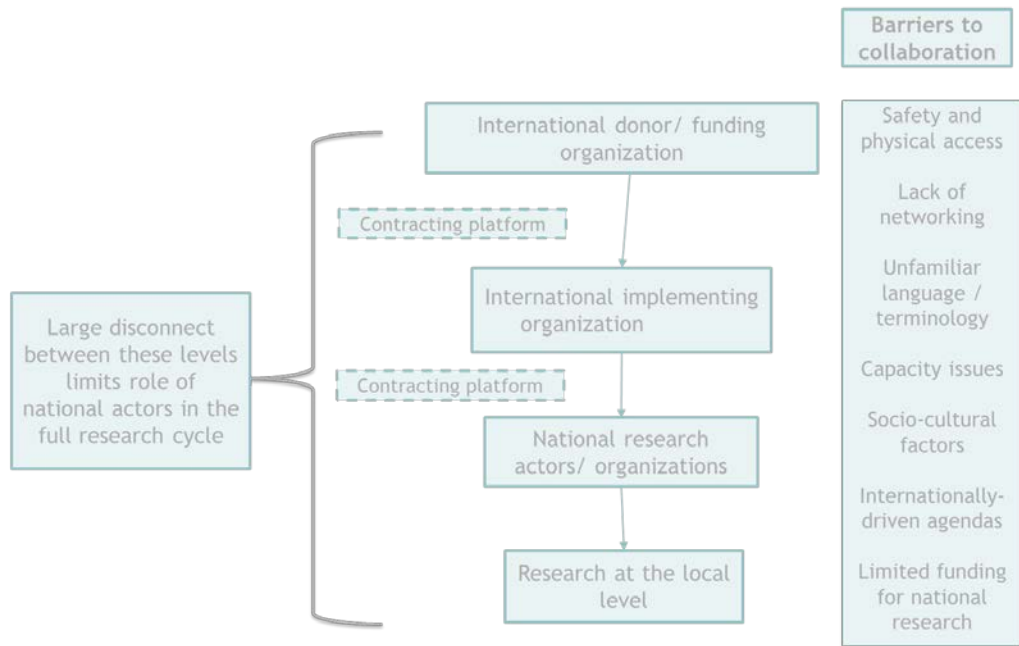 Barriers to
collaboration
International donor/ funding
organization
Contracting platform
International implementing
organization
Contracting platform
National research
actors/ organizations
Research at the local
level
Large disconnect
between these levels
limits role of
national actors in the
full research cycle
Safety and
physical access
Lack of
networking
Unfamiliar
language /
terminology
Capacity issues
Socio-cultural
factors
Internationally-
driven agendas
Limited funding
for national
research